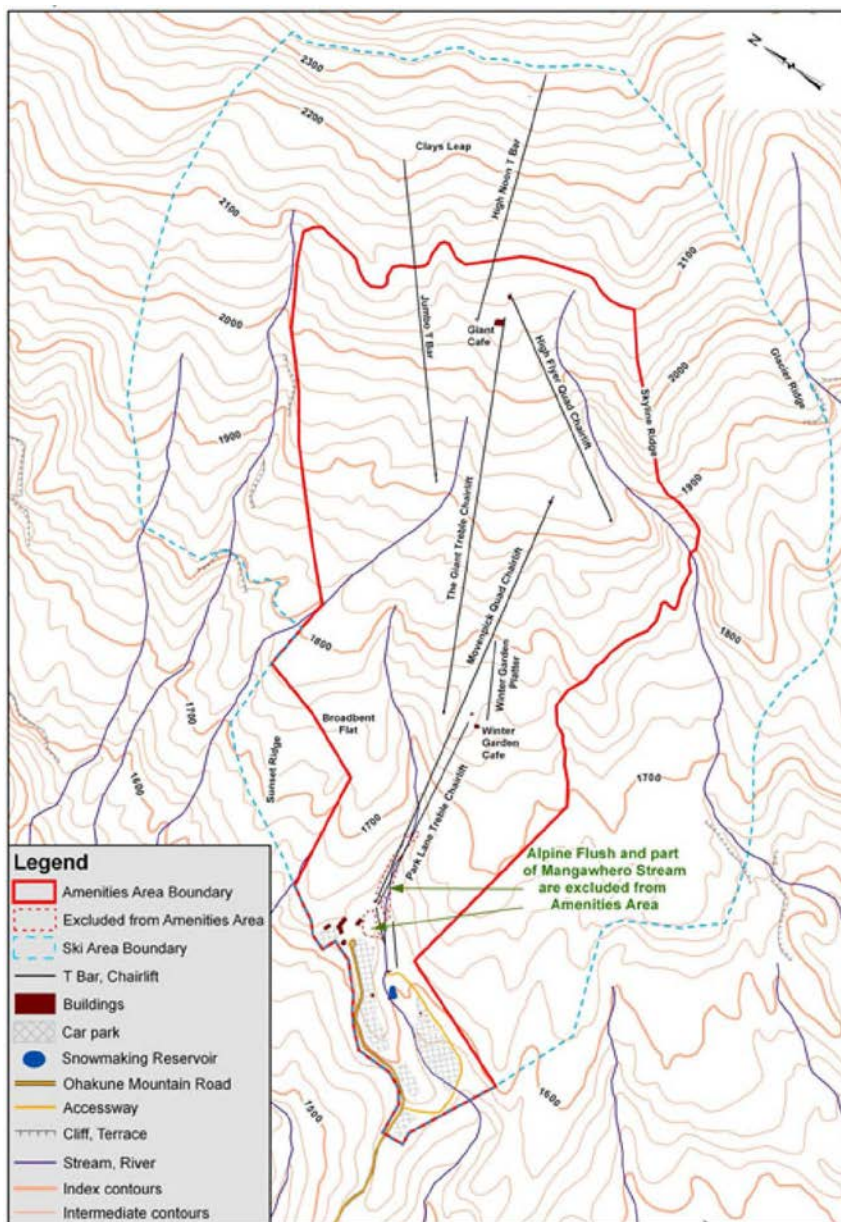 N
2300
2200
Clays Leap
High Noon T Bar
2100
2100
2000
Jumbo T Bar
Giant
Cafe
High Flyer Quad Chairlift
Skyline Ridge
2000
Glacier Ridge
1900
1900
The Giant Treble Chairlift
Movenpick Quad Chairlift
1800
1800
Winter Garden
Platter
1700
Broadbent
Flat
Sunset Ridge
Winter
Garden
Cafe
1600
1700
1700
Park Lane Treble Chairlift
Alpine Flush and part
of Mangawhero Stream
are excluded from
Amenities Area
1600
1500
Legend
Amenities Area Boundary
Excluded from Amenities Area
Ski Area Boundary
T Bar, Chairlift
Buildings
Car park
Snowmaking Reservoir
Ohakune Mountain Road
Accessway
Cliff, Terrace
Stream, River
Index contours
Intermediate contours